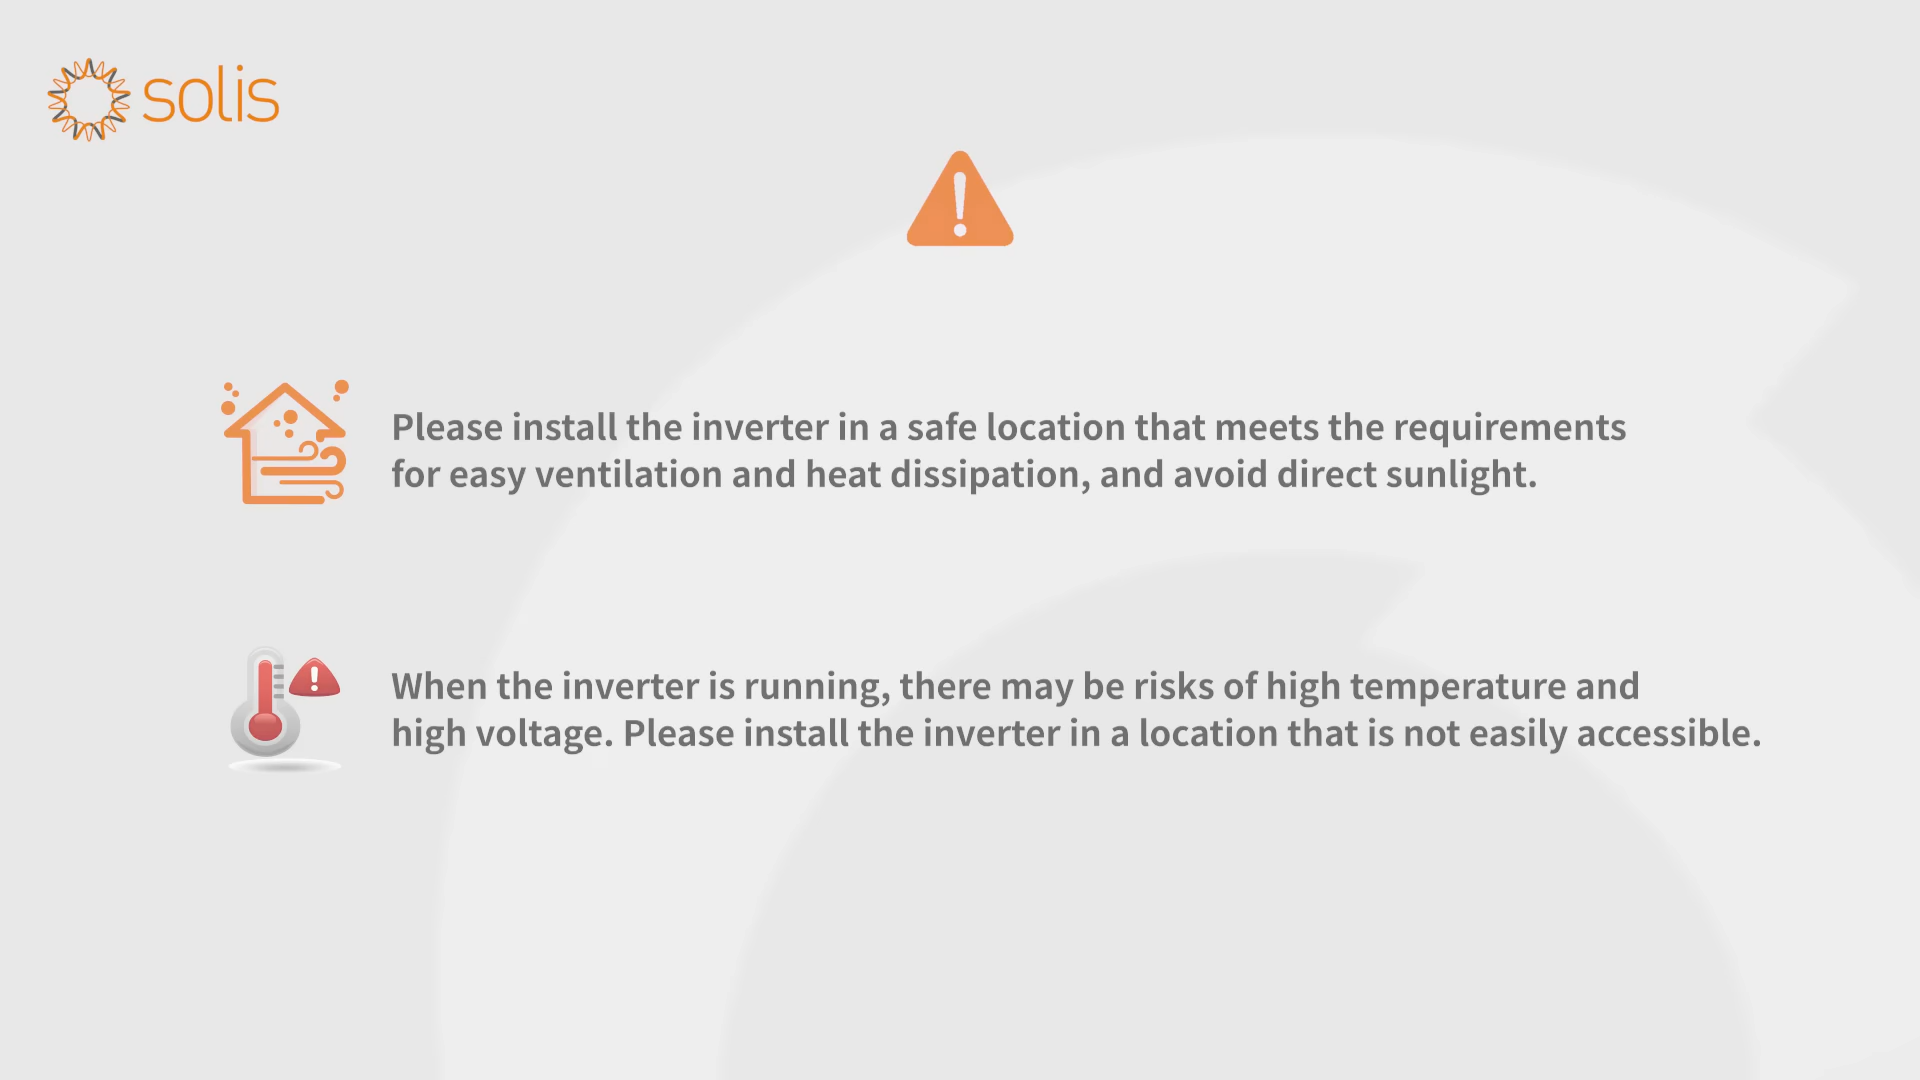 solis
Please install the inverter in a safe location that meets the requirements
for easy ventilation and heat dissipation, and avoid direct sunlight.
When the inverter is running, there may be risks of high temperature and
high voltage. Please install the inverter in a location that is not easily accessible.